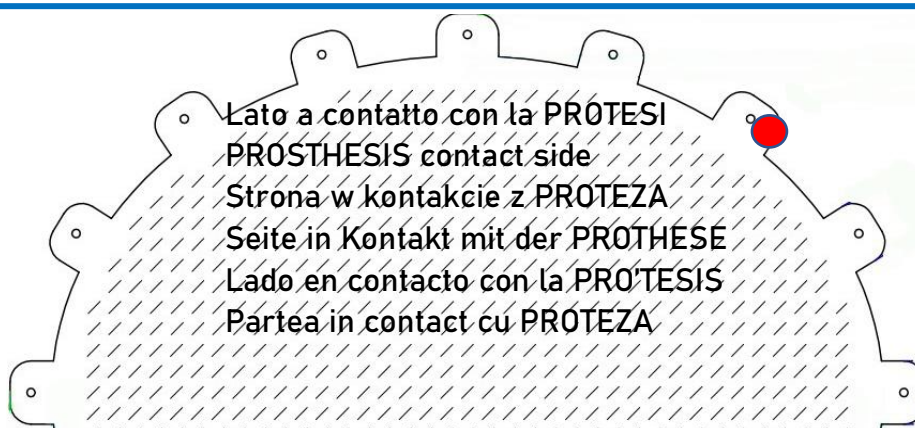 Lato a contatto con la PROTESI
PROSTHESIS contact side
Strona w kontakcie z PROTEZA
Seite in Kontakt mit der PROTHESE
Lado en contacto con la PRO'TESIS
Partea in contact cu PROTEZA